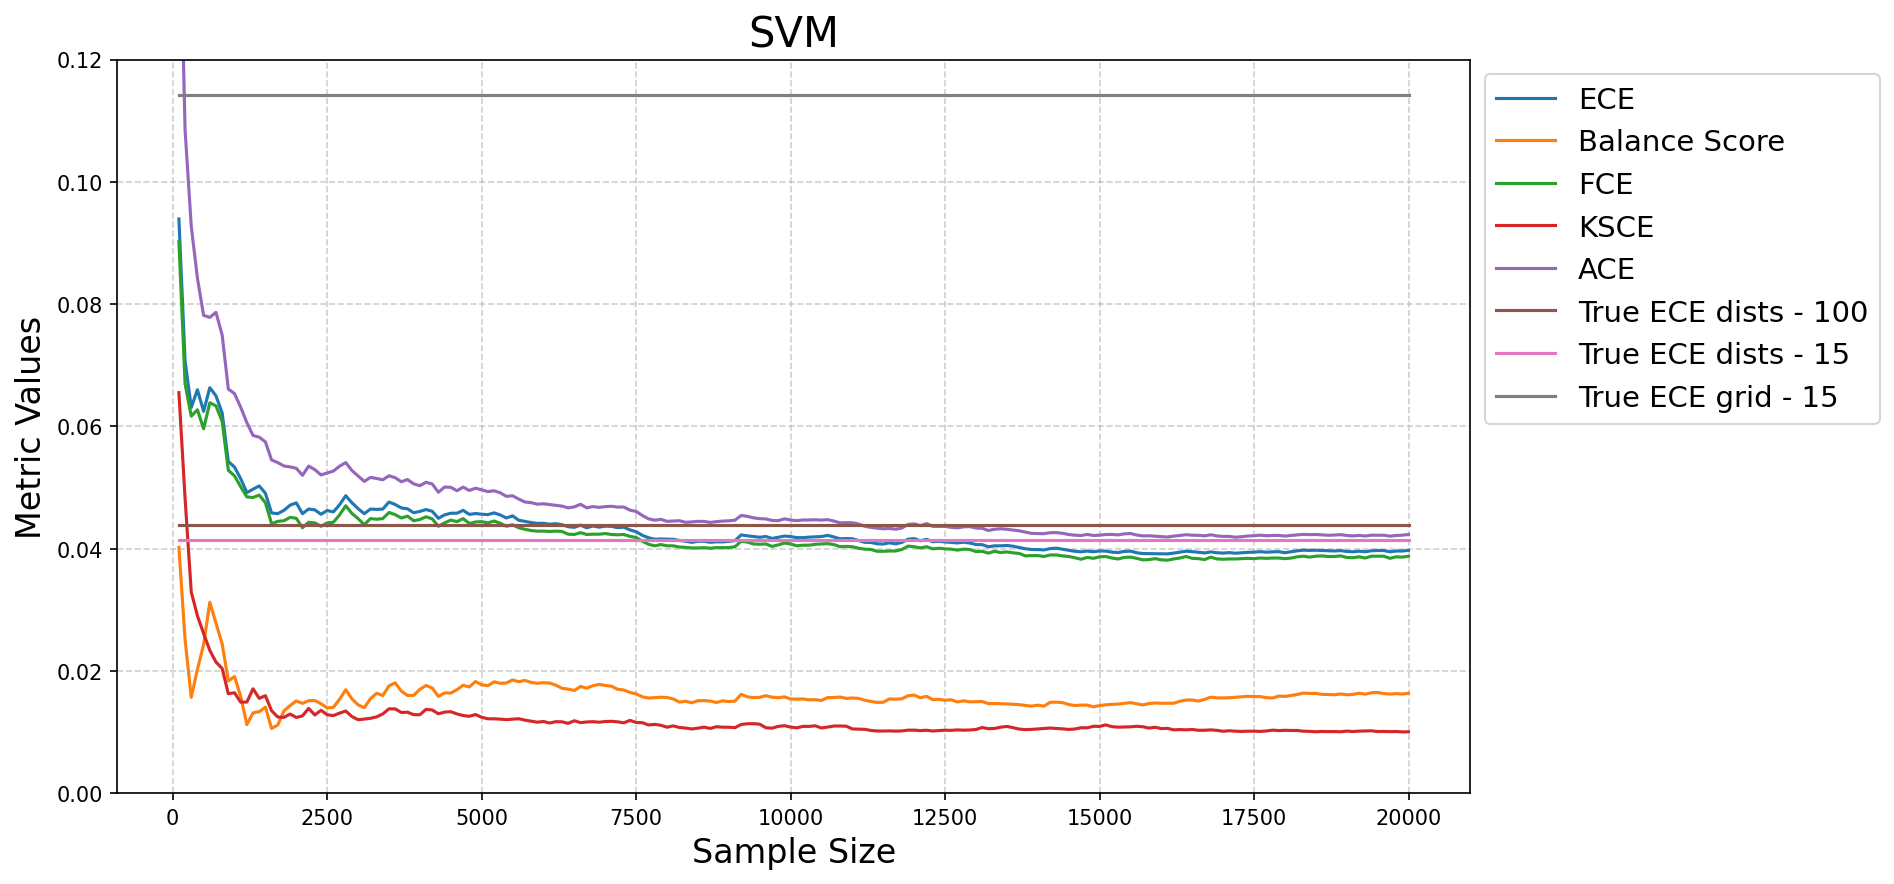 SVM
Metric Values
0.12
0.10
0.08
0.06
0.04
0.02
0.00
0 2500 5000 7500 10000 12500 15000 17500 20000
Sample Size
ECE
Balance Score
FCE
KSCE
ACE
True ECE dists - 100
True ECE dists - 15
True ECE grid - 15